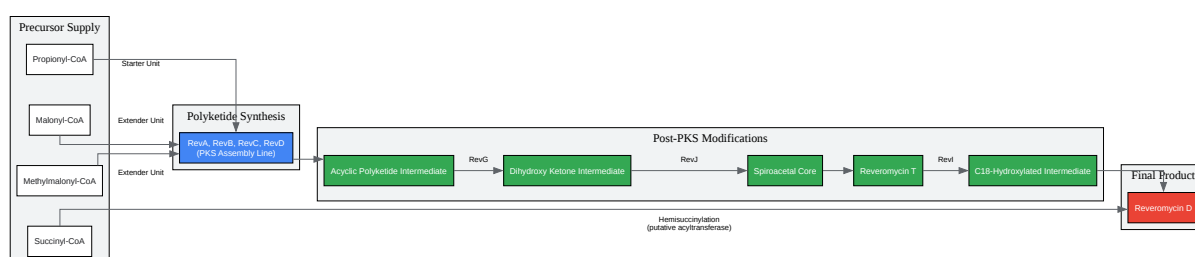 Precursor Supply
Propionyl-CoA
Starter Unit
Malonyl-CoA
Extender Unit
Methylmalonyl-CoA
Extender Unit
Succinyl-CoA
Polyketide Synthesis
RevA, RevB, RevC, RevD
(PKS Assembly Line)
Post-PKS Modifications
Acyclic Polyketide Intermediate
RevG
Dihydroxy Ketone Intermediate
RevJ
Spiroacetal Core
Reveromycin T
RevI
C18-Hydroxylated Intermediate
Hemisuccinylation
(putative acyltransferase)
Final Product
Reveromycin D